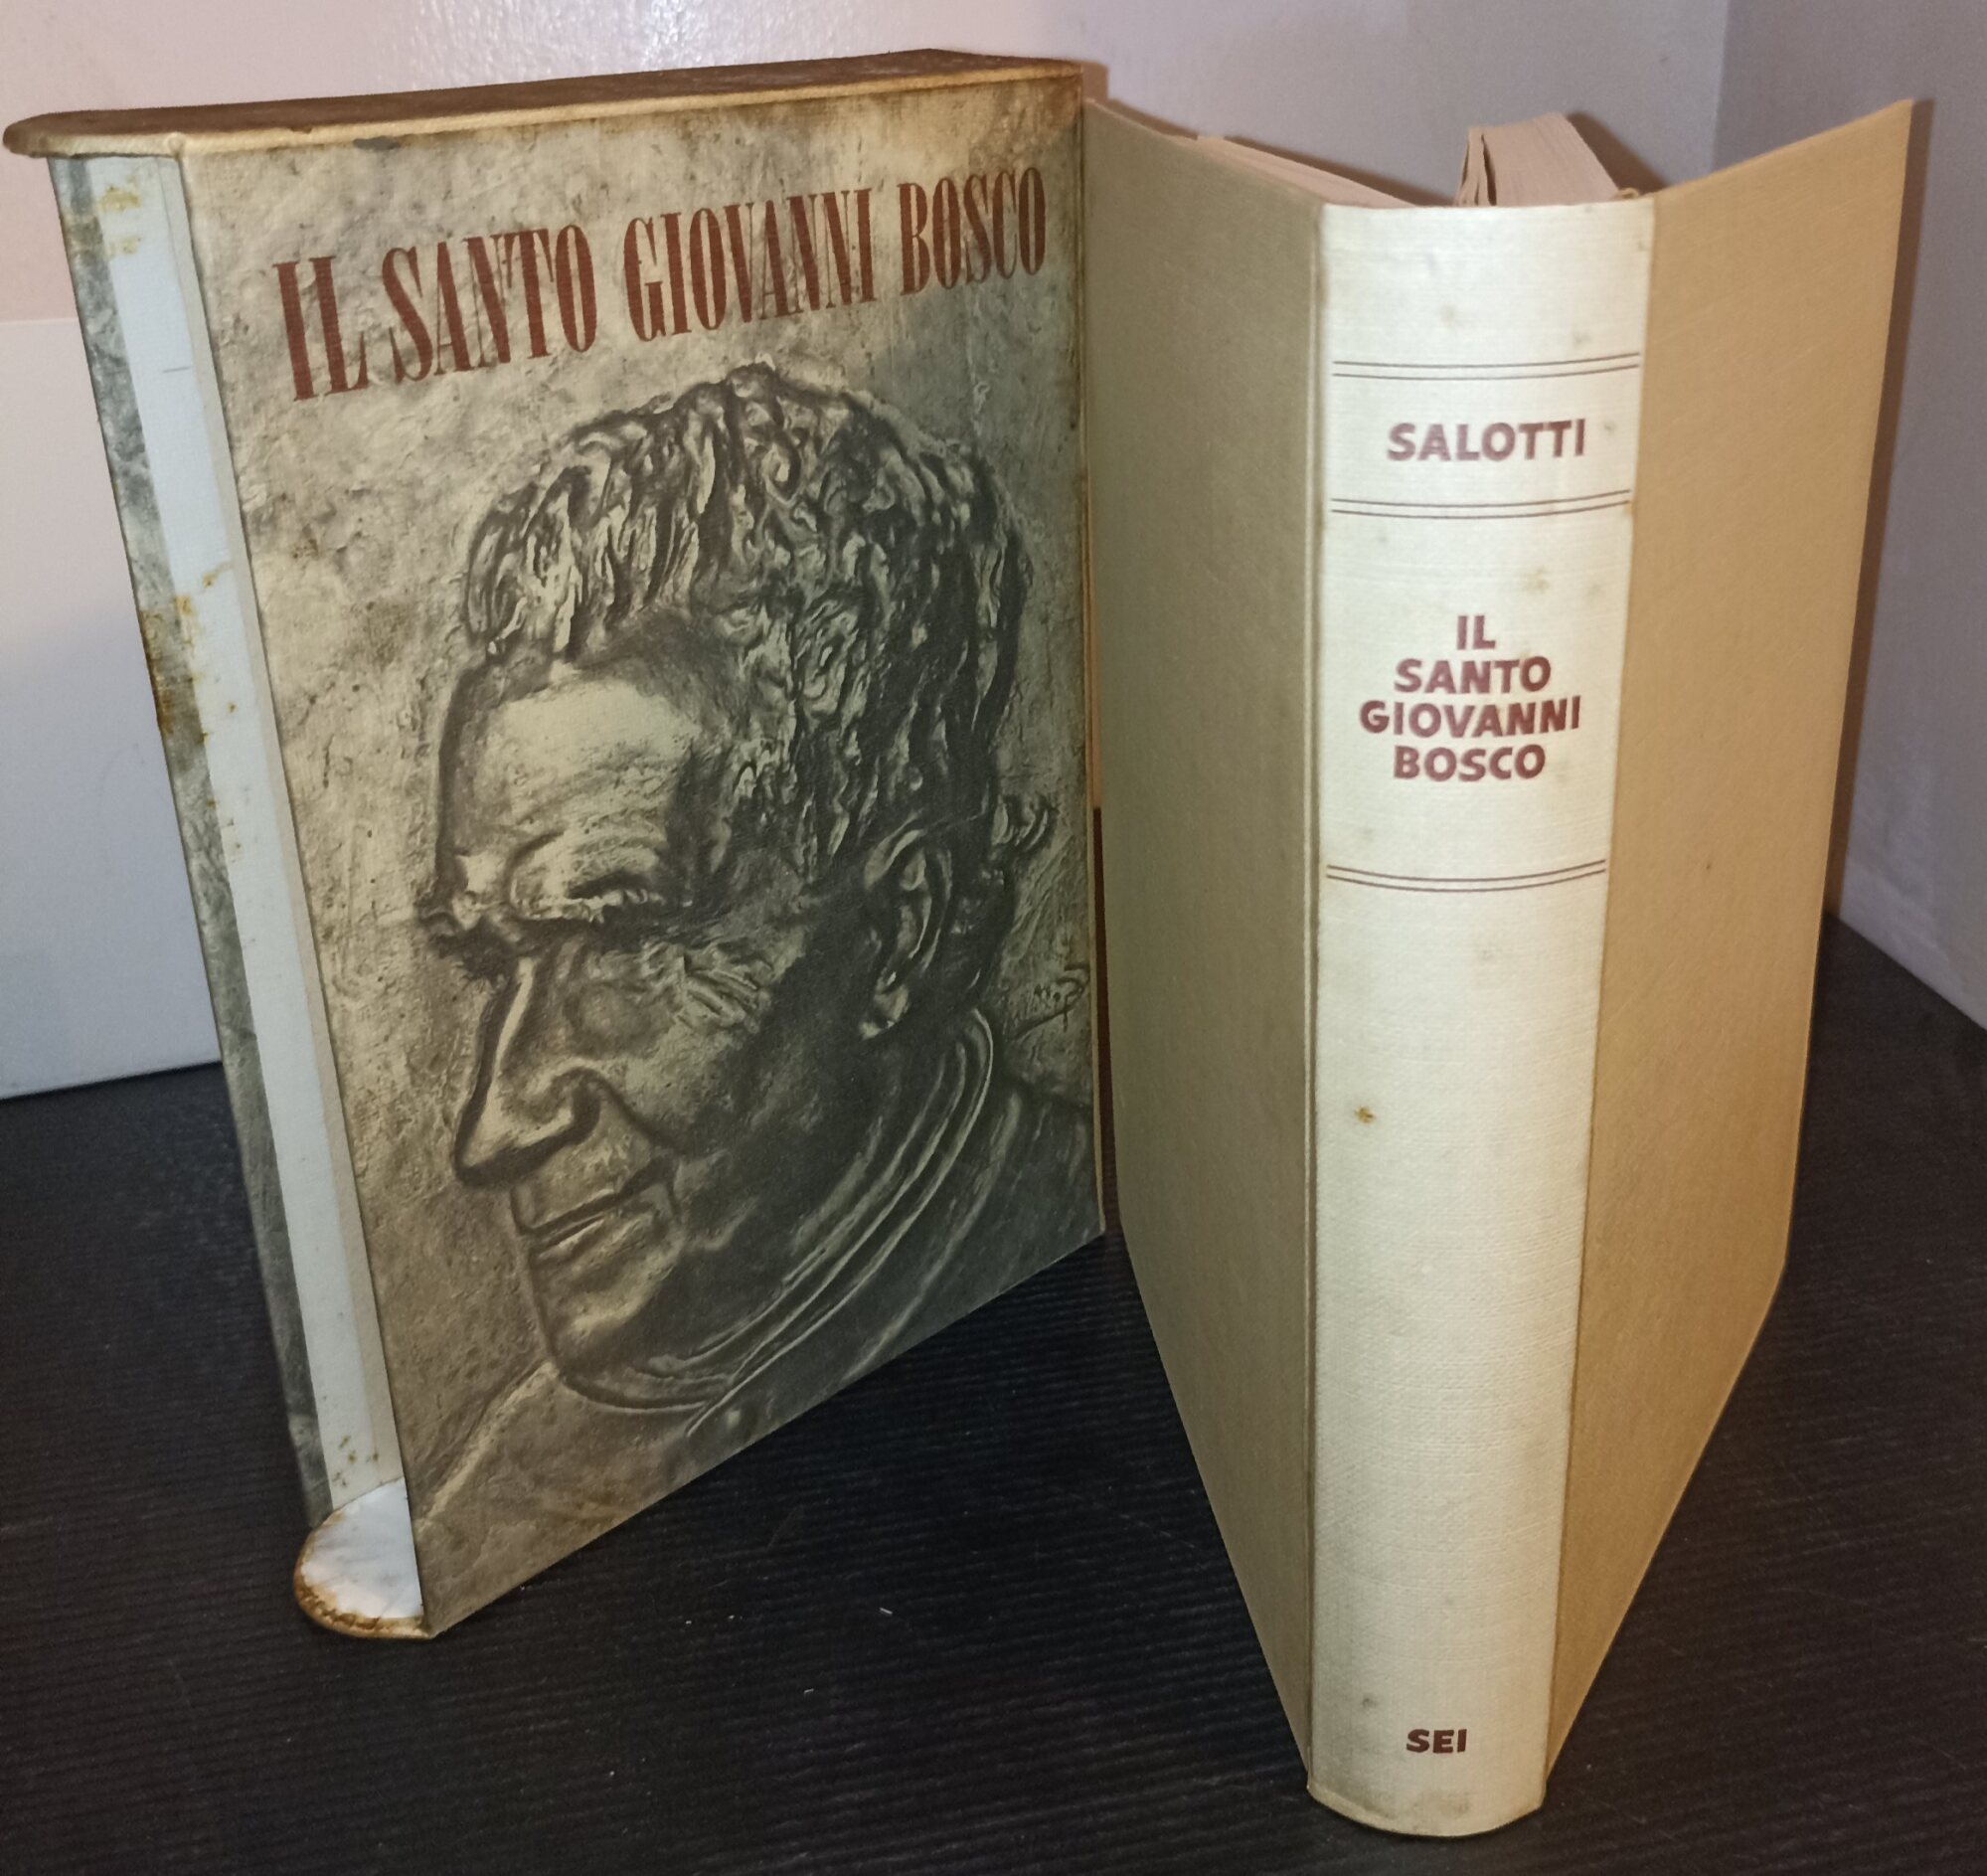 IL SANTO GIOVANNI BOSCO
SALOTTI
IL
SANTO
GIOVANNI
BOSCO
SEI